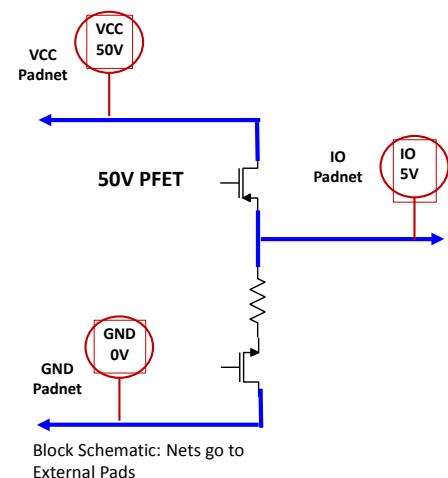 VCC
50V
VCC
Padnet
50V PFET
IO
Padnet
IO
5V
GND
0V
GND
Padnet
Block Schematic: Nets go to
External Pads